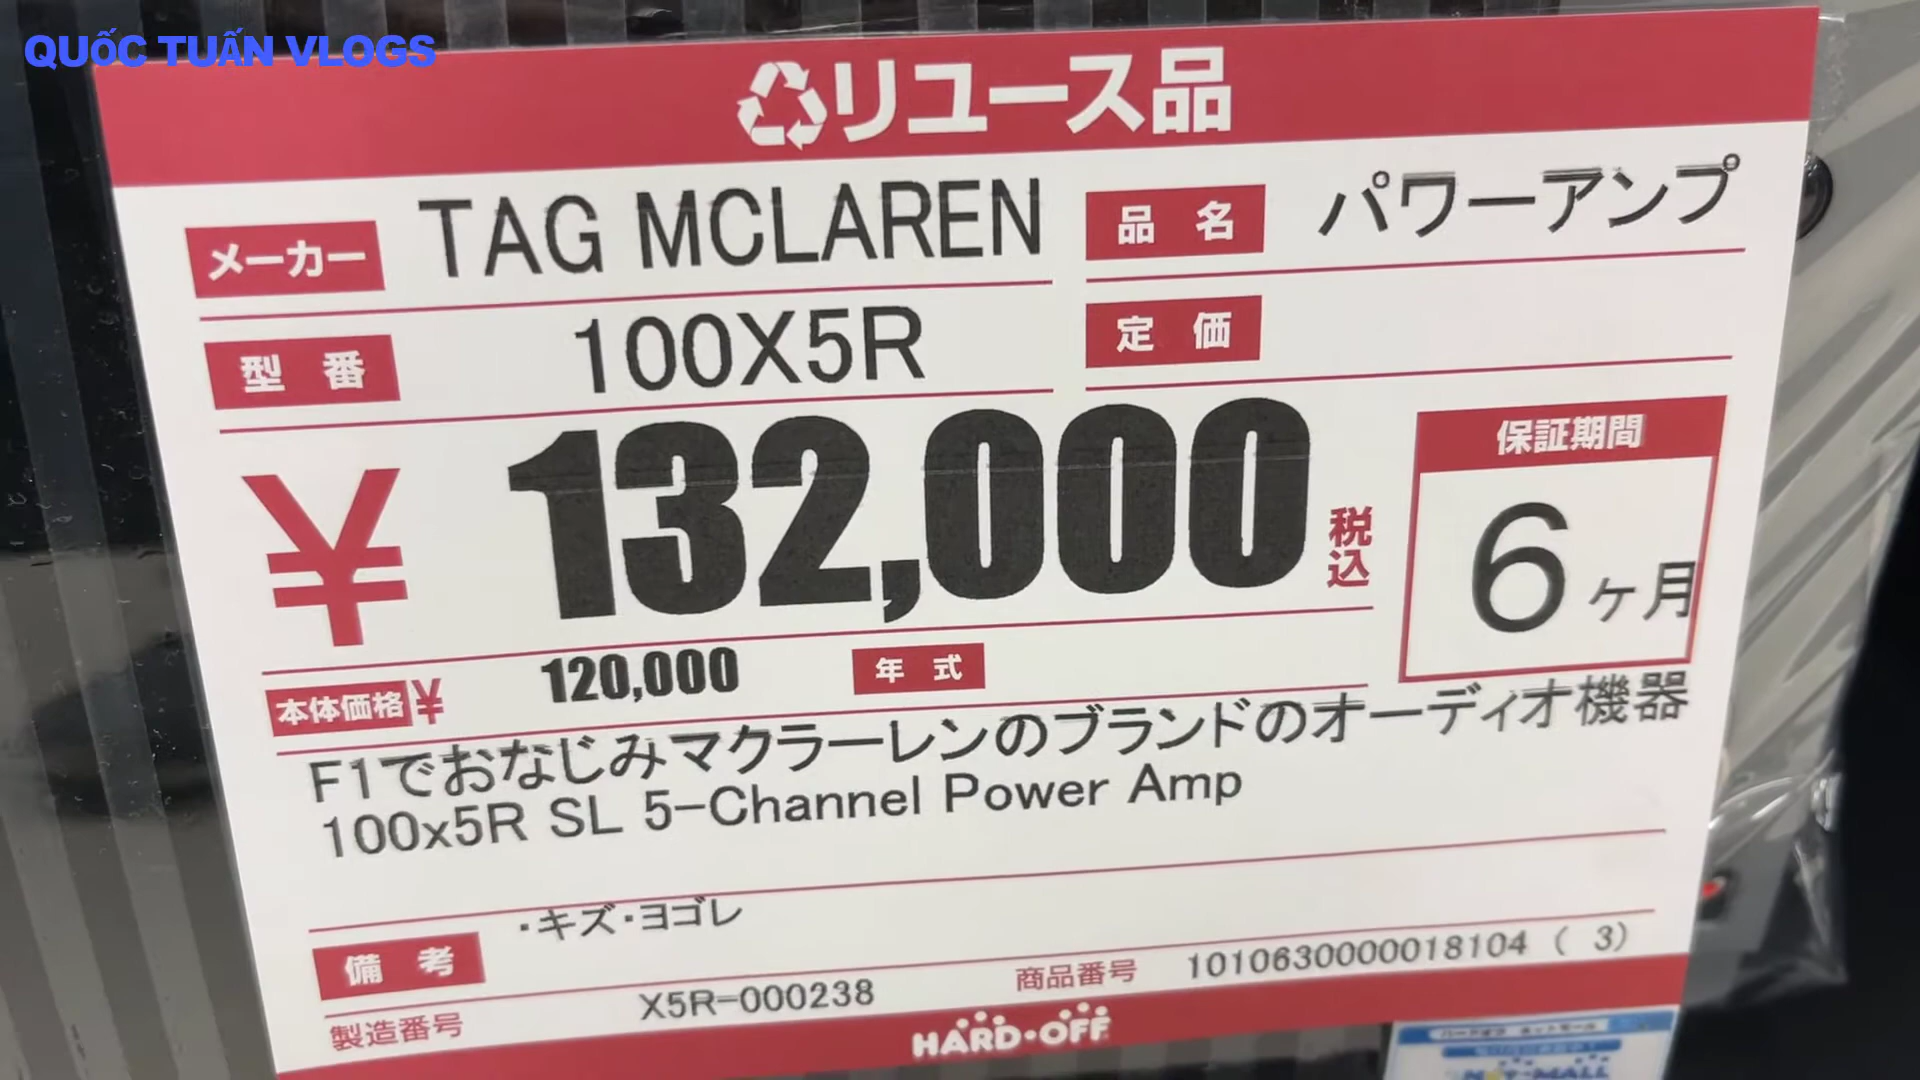 QUốC TUẤN VLOGS
リユース品
メーカー TAG MCLAREN 品名 パワーアンプ
型番 100X5R 定価
¥132,000 税込
保証期間
6ヶ月
本体価格¥ 120,000 年式
F1でおなじみマクラーレンのブランドのオーディオ機器
100x5R SL 5-Channel Power Amp
備考 ・キズ・ヨゴレ
製造番号 X5R-000238 商品番号 1010630000018104 ( 3)
HARD・OFF